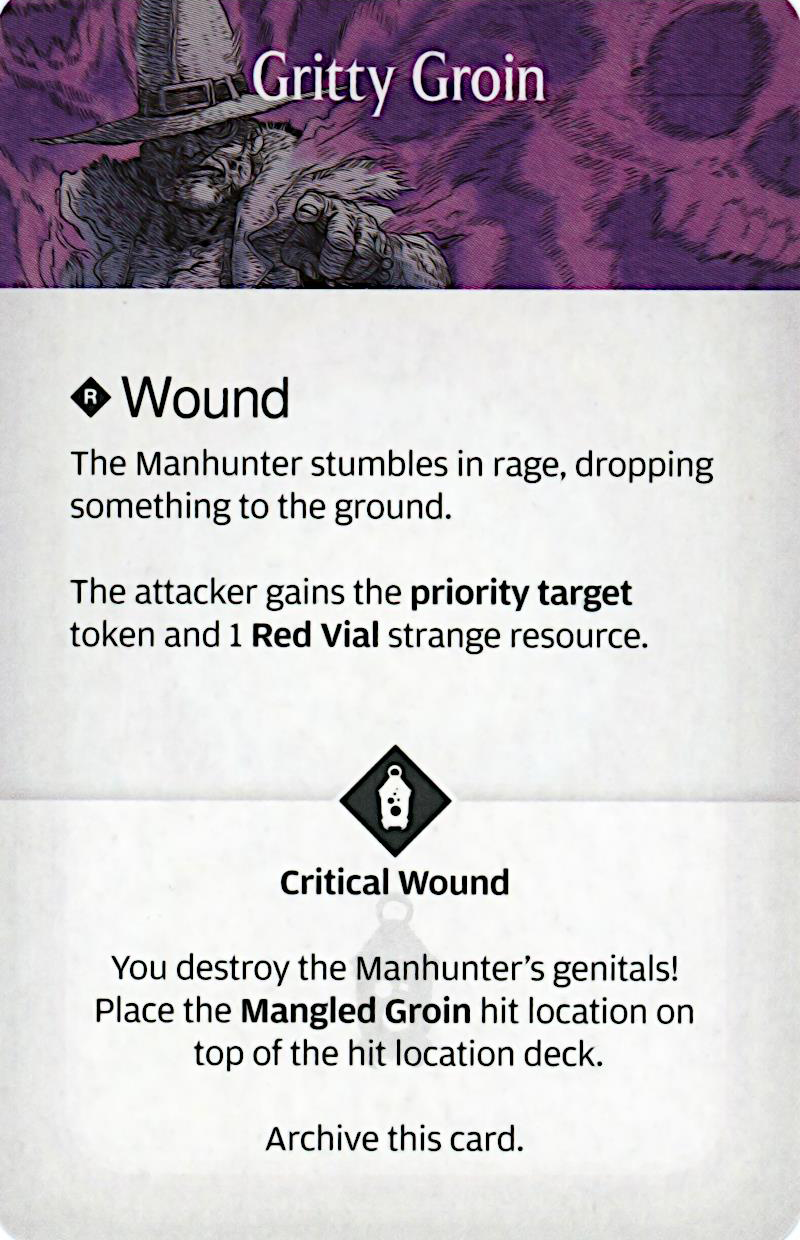 Gritty Groin
R Wound
The Manhunter stumbles in rage, dropping
something to the ground.
The attacker gains the priority target
token and 1 Red Vial strange resource.
Critical Wound
You destroy the Manhunter’s genitals!
Place the Mangled Groin hit location on
top of the hit location deck.
Archive this card.